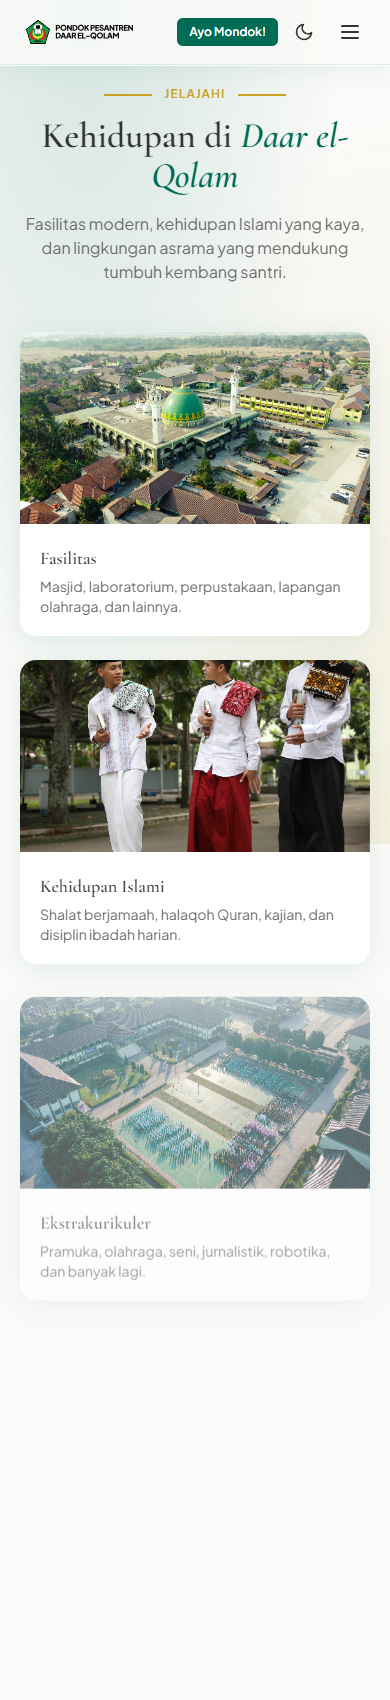 PONDOK PESANTREN
DAAR EL-QOLAM
Ayo Mondok!
JELAJAHI
Kehidupan di Daar el-
Qolam
Fasilitas modern, kehidupan Islami yang kaya,
dan lingkungan asrama yang mendukung
tumbuh kembang santri.
Fasilitas
Masjid, laboratorium, perpustakaan, lapangan
olahraga, dan lainnya.
Kehidupan Islami
Shalat berjamaah, halaqoh Quran, kajian, dan
disiplin ibadah harian.
Ekstrakurikuler
Pramuka, olahraga, seni, jurnalistik, robotika,
dan banyak lagi.